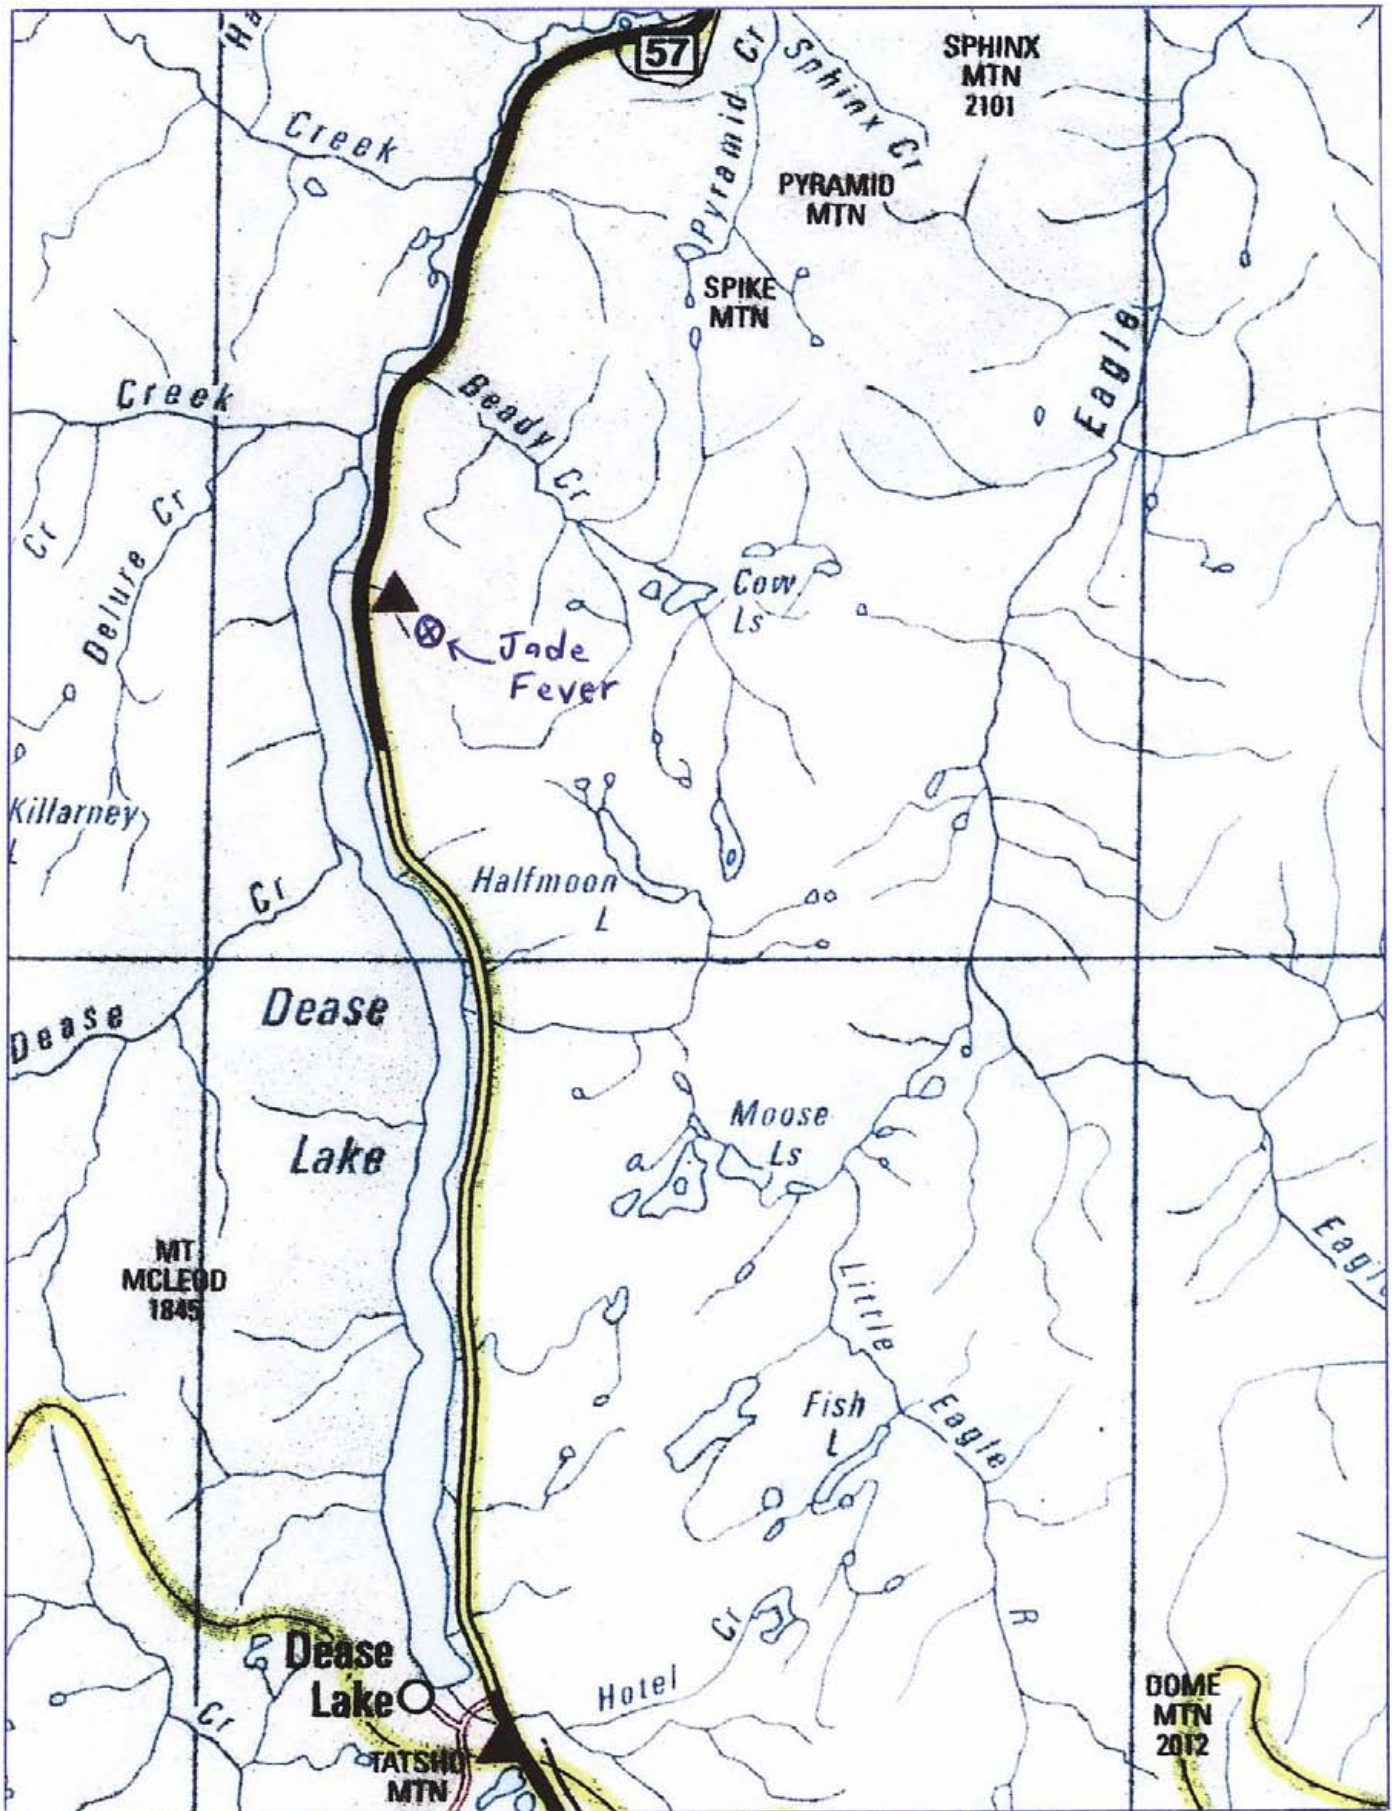 Ha
57
Cr
Sphinx Cr
SPHINX
MTN
2101
Creek
Pyramid
PYRAMID
MTN
SPIKE
MTN
Eagle
Creek
Beady
Cr
Cr
Delure Cr
Cow
Ls
Jade
Fever
Killarney
L
Cr
Halfmoon
L
Dease
Dease
Lake
Moose
Ls
MT
MCLEOD
1845
Eagle
Little
Fish
L
Eagle
R
Cr
Hotel
Dease
Lake
Cr
TATSHO
MTN
DOME
MTN
2012